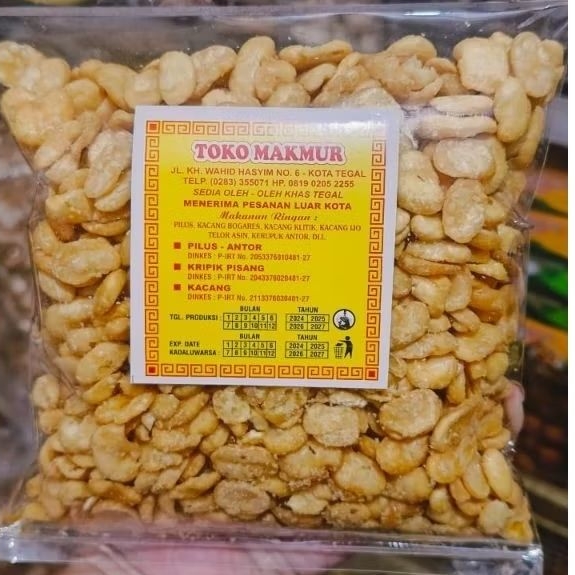 TOKO MAKMUR
JL. KH. WAHID HASYIM NO. 6 - KOTA TEGAL
TELP. (0283) 355071 HP. 0819 0205 2255
SEDIA OLEH - OLEH KHAS TEGAL
MENERIMA PESANAN LUAR KOTA
Makanan Ringan :
PILUS, KACANG BOGARES, KACANG KLITIK, KACANG IJO
TELOR ASIN, KERUPUK ANTOR, DLL
PILUS - ANTOR
DINKES : P-IRT No. 2053376010481-27
KRIPIK PISANG
DINKES : P-IRT No. 2043376020481-27
KACANG
DINKES : P-IRT No. 2113376030481-27
BULAN TAHUN
TGL. PRODUKSI : 1 2 3 4 5 6 2024 2025
7 8 9 10 11 12 2026 2027
BULAN TAHUN
EXP. DATE 1 2 3 4 5 6 2024 2025
KADALUWARSA : 7 8 9 10 11 12 2026 2027